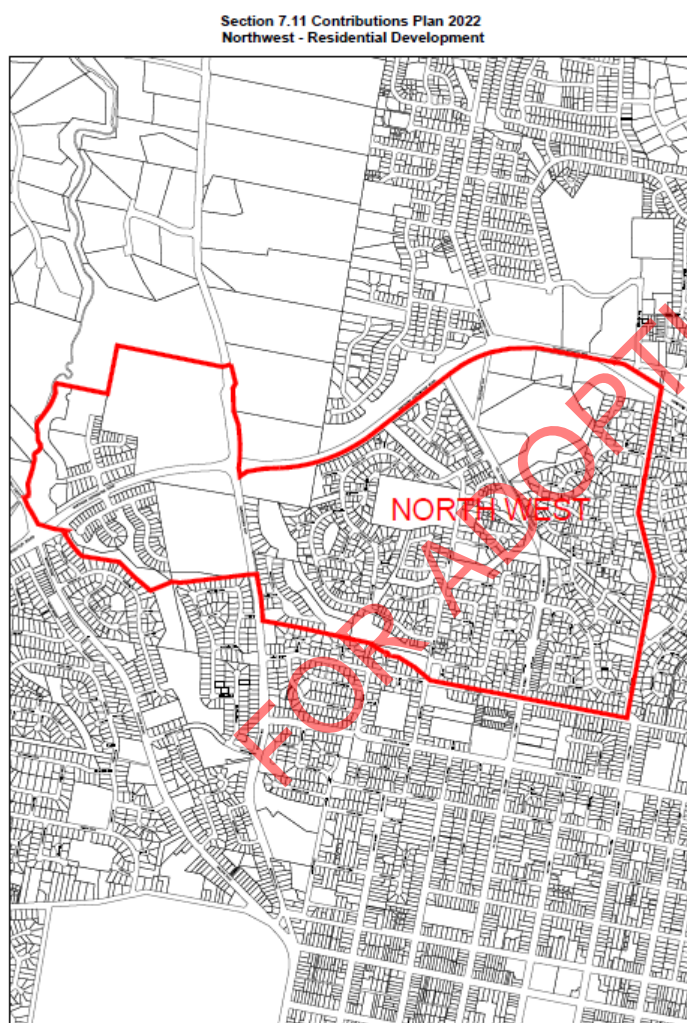 Section 7.11 Contributions Plan 2022
Northwest - Residential Development
NORTH WEST
FOR ADOPTI